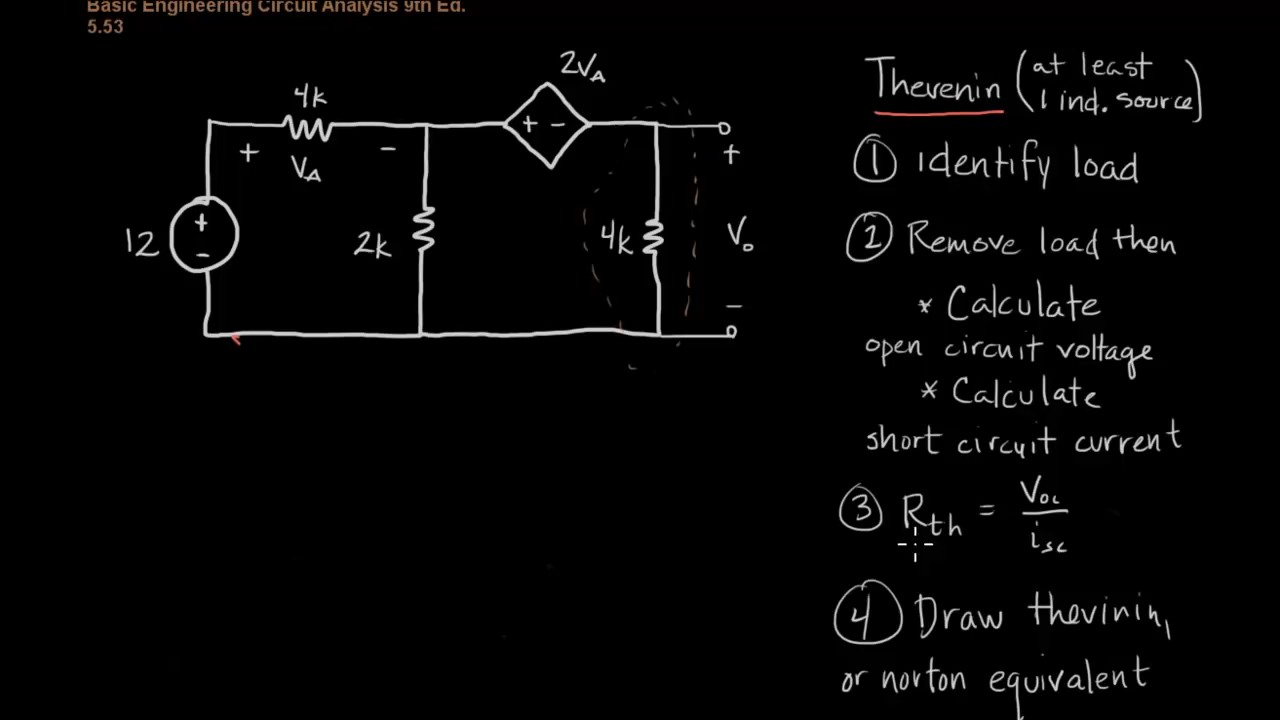 Basic Engineering Circuit Analysis 9th Ed.
5.53
2VA
4k
+ VA -
+ -
12
+
-
2k
4k
+
Vo
-
Thevenin (at least
1 ind. source)
① Identify load
② Remove load then
* Calculate
open circuit voltage
* Calculate
short circuit current
③ Rth = Voc / isc
④ Draw thevinin,
or norton equivalent